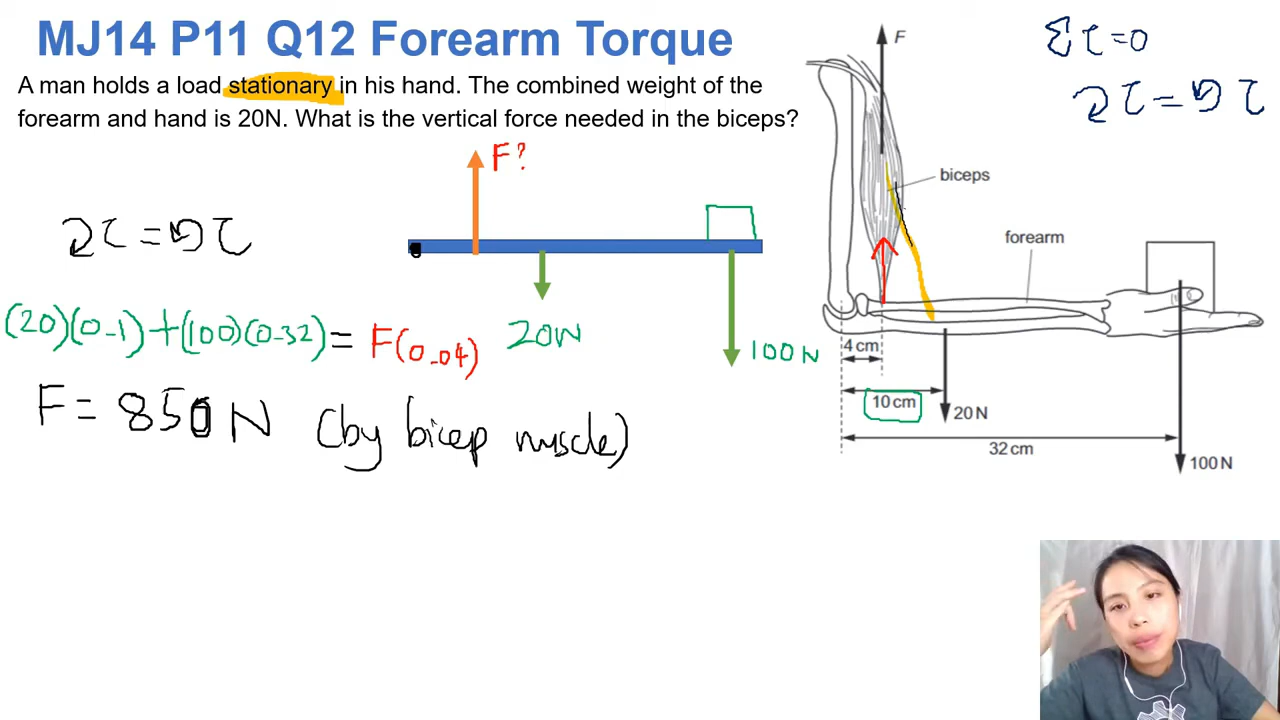 MJ14 P11 Q12 Forearm Torque
A man holds a load stationary in his hand. The combined weight of the
forearm and hand is 20N. What is the vertical force needed in the biceps?
Στ=0
↻τ=↺τ
F
F?
biceps
↻τ=↺τ
forearm
(20)(0.1)+(100)(0.32)=F(0.04)
20N
100N
4 cm
10 cm
20 N
F=850N (by bicep muscle)
32 cm
100 N